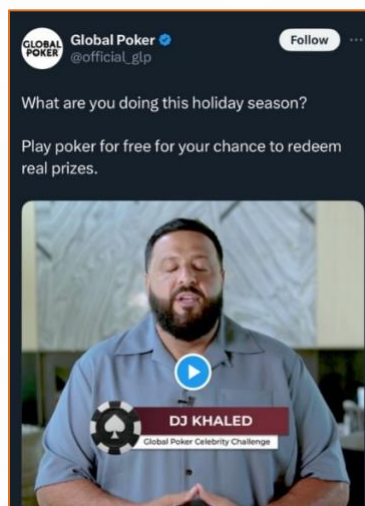 GLOBAL
POKER
Global Poker
@official_glp
Follow
What are you doing this holiday season?
Play poker for free for your chance to redeem
real prizes.
DJ KHALED
Global Poker Celebrity Challenge